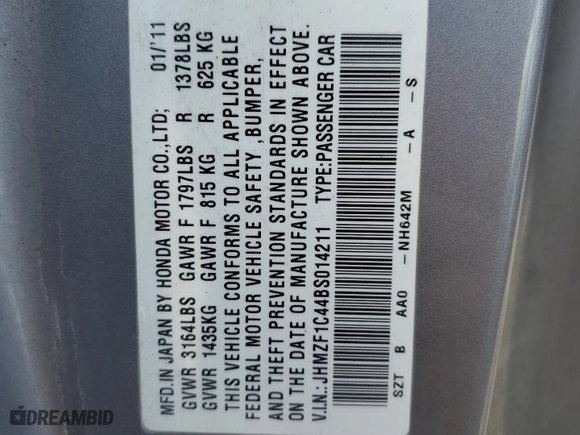 MFD.IN JAPAN BY HONDA MOTOR CO.,LTD; 01/'11
GVWR 3164LBS GAWR F 1797LBS R 1378LBS
GVWR 1435KG GAWR F 815 KG R 625 KG
THIS VEHICLE CONFORMS TO ALL APPLICABLE
FEDERAL MOTOR VEHICLE SAFETY ,BUMPER,
AND THEFT PREVENTION STANDARDS IN EFFECT
ON THE DATE OF MANUFACTURE SHOWN ABOVE.
V.I.N.:JHMZF1C44BS014211 TYPE:PASSENGER CAR
SZT B AA0 -NH642M -A -S
DREAMBID